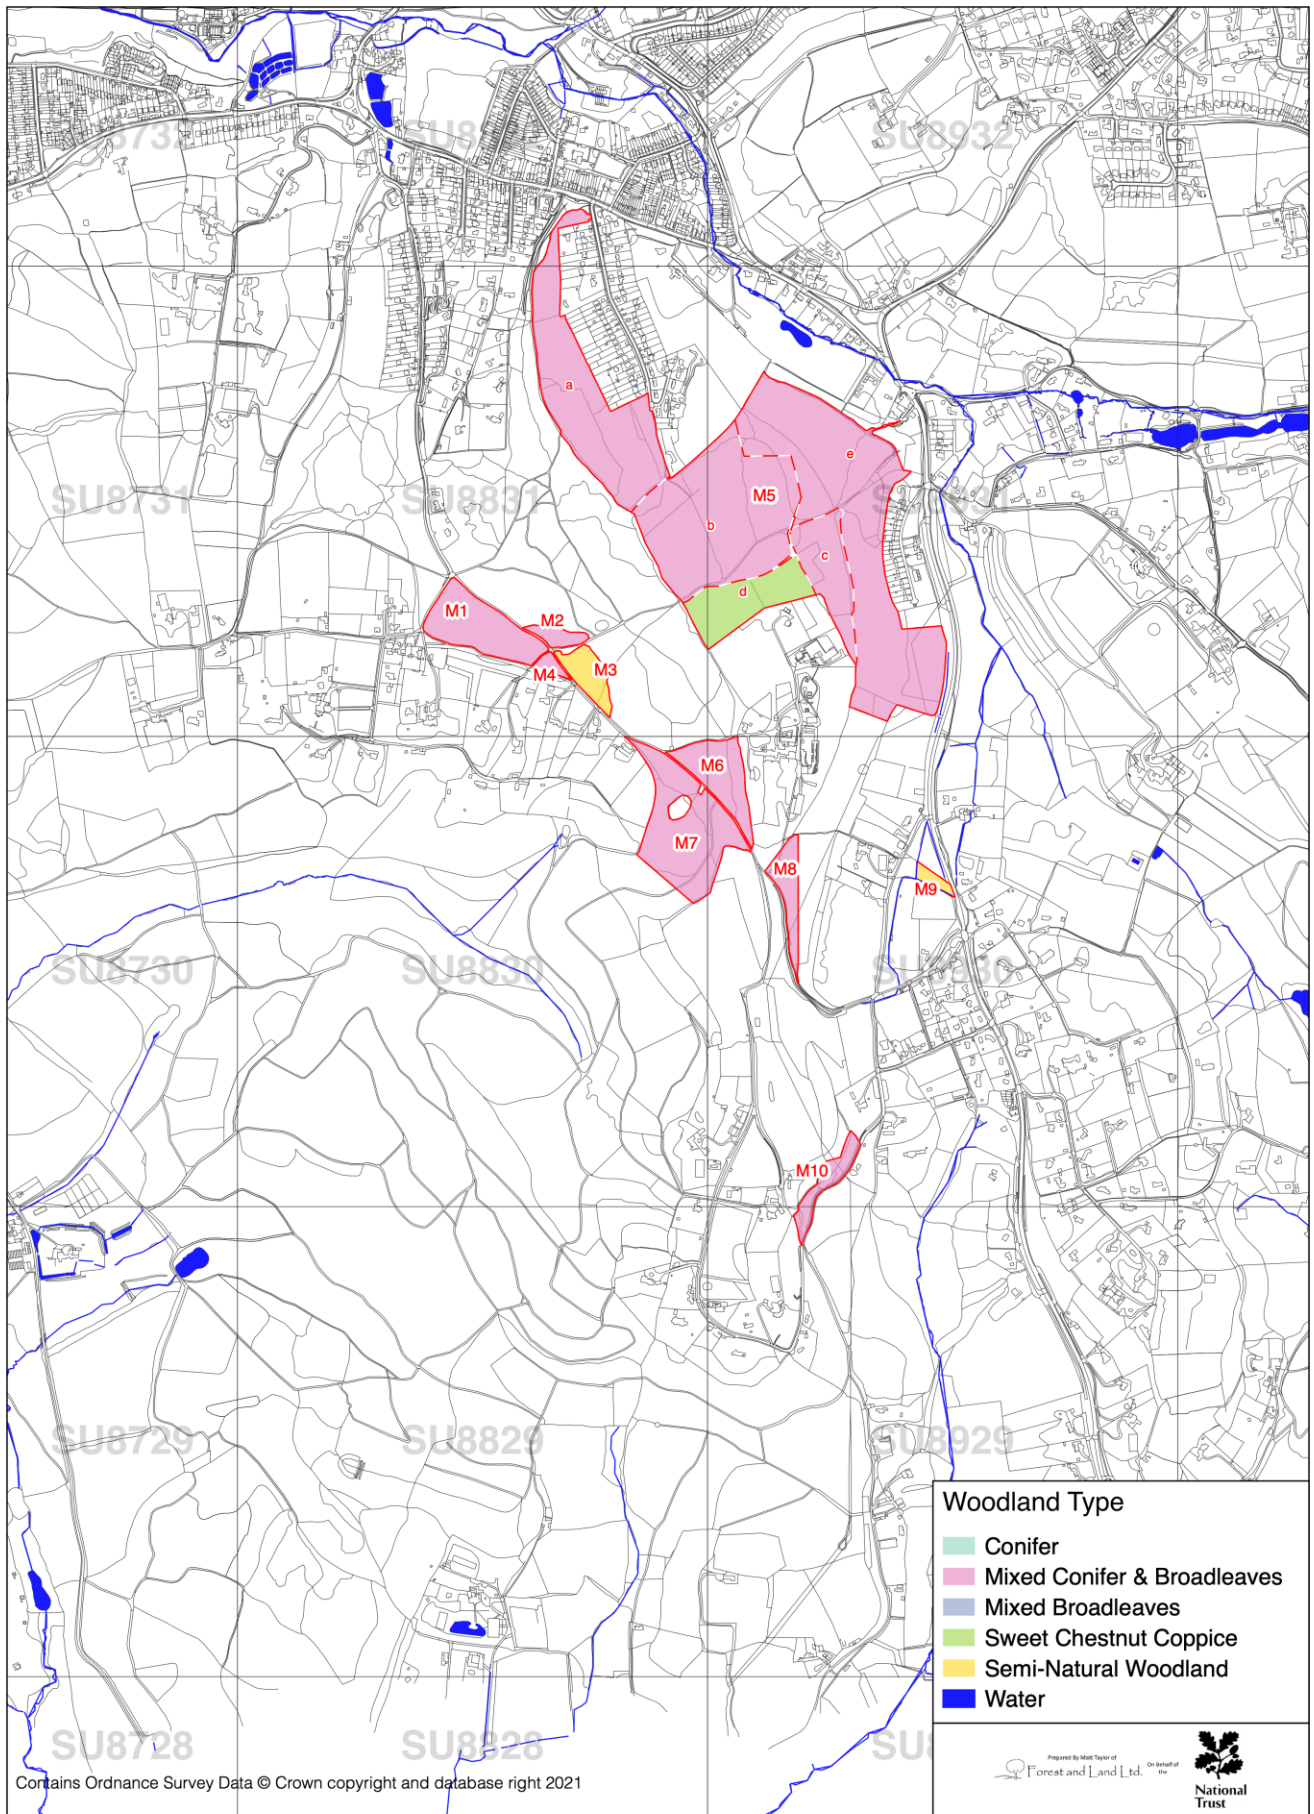 SU8732
SU8932
a
SU8731
SU8831
M5
e
b
c
d
M1
M2
M3
M4
M6
M7
M8
M9
SU8730
SU8830
M10
SU8729
SU8829
SU8929
Woodland Type
Conifer
Mixed Conifer & Broadleaves
Mixed Broadleaves
Sweet Chestnut Coppice
Semi-Natural Woodland
Water
SU8728
SU8828
Contains Ordnance Survey Data © Crown copyright and database right 2021
Prepared By Matt Taylor of
Forest and Land Ltd.
On Behalf of
the
National
Trust